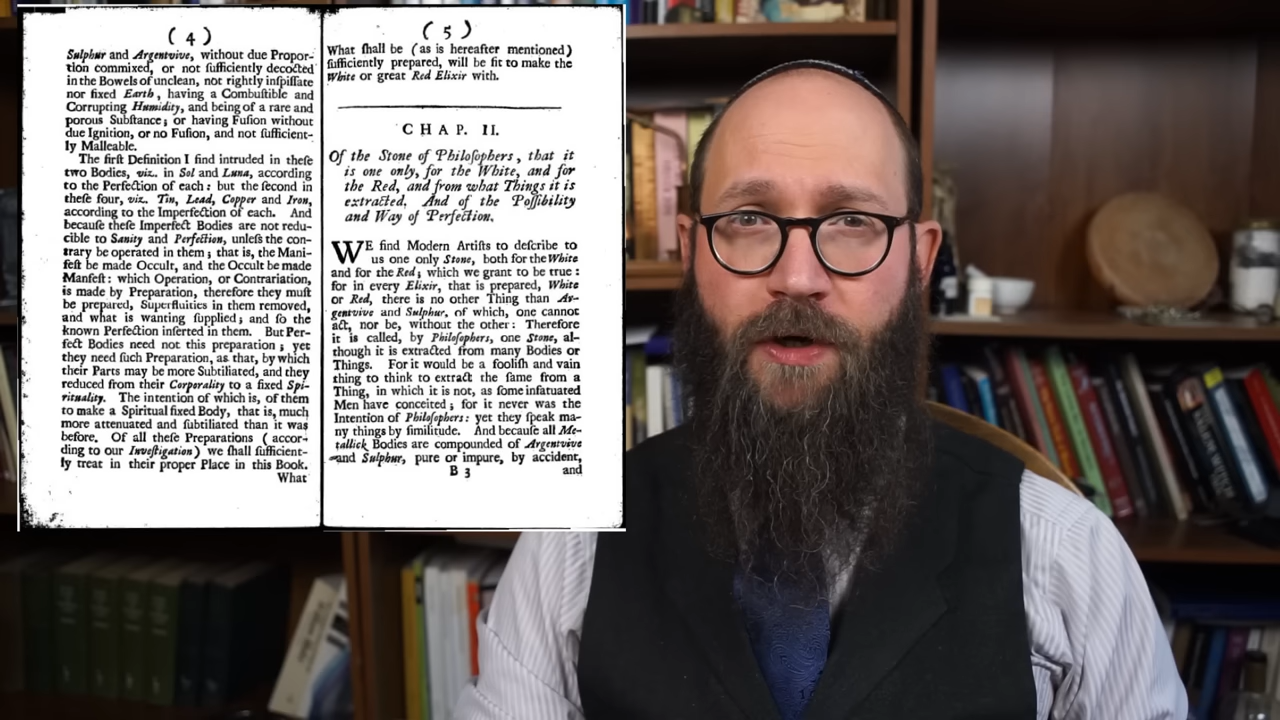 ( 4 )
Sulphur and Argentvive, without due Propor-
tion commixed, or not ſufficiently decocted
in the Bowels of unclean, not rightly inſpiſſate
nor fixed Earth, having a Combuſtible and
Corrupting Humidity, and being of a rare and
porous Subſtance; or having Fuſion without
due Ignition, or no Fuſion, and not ſufficient-
ly Malleable.
The firſt Definition I find intruded in theſe
two Bodies, viz. in Sol and Luna, according
to the Perfection of each: but the ſecond in
theſe four, viz. Tin, Lead, Copper and Iron,
according to the Imperfection of each. And
becauſe theſe Imperfect Bodies are not redu-
cible to Sanity and Perfection, unleſs the con-
trary be operated in them; that is, the Mani-
feſt be made Occult, and the Occult be made
Manfeſt: which Operation, or Contrariation,
is made by Preparation, therefore they muſt
be prepared, Superfluities in them removed,
and what is wanting ſupplied; and ſo the
known Perfection inſerted in them. But Per-
fect Bodies need not this preparation; yet
they need ſuch Preparation, as that, by which
their Parts may be more Subtiliated, and they
reduced from their Corporality to a fixed Spi-
rituality. The intention of which is, of them
to make a Spiritual fixed Body, that is, much
more attenuated and ſubtiliated than it was
before. Of all theſe Preparations (accor-
ding to our Inveſtigation) we ſhall ſufficient-
ly treat in their proper Place in this Book.
What
( 5 )
What ſhall be (as is hereafter mentioned)
ſufficiently prepared, will be fit to make the
White or great Red Elixir with.
CHAP. II.
Of the Stone of Philoſophers, that it
is one only, for the White, and for
the Red, and from what Things it is
extracted. And of the Poſſibility
and Way of Perfection.
WE find Modern Artiſts to deſcribe to
us one only Stone, both for the White
and for the Red; which we grant to be true:
for in every Elixir, that is prepared, White
or Red, there is no other Thing than Ar-
gentvive and Sulphur, of which, one cannot
act, nor be, without the other: Therefore
it is called, by Philoſophers, one Stone, al-
though it is extracted from many Bodies or
Things. For it would be a fooliſh and vain
thing to think to extract the ſame from a
Thing, in which it is not, as ſome infatuated
Men have conceited; for it never was the
Intention of Philoſophers: yet they ſpeak ma-
ny things by ſimilitude. And becauſe all Me-
tallick Bodies are compounded of Argentvive
and Sulphur, pure or impure, by accident,
B 3 and